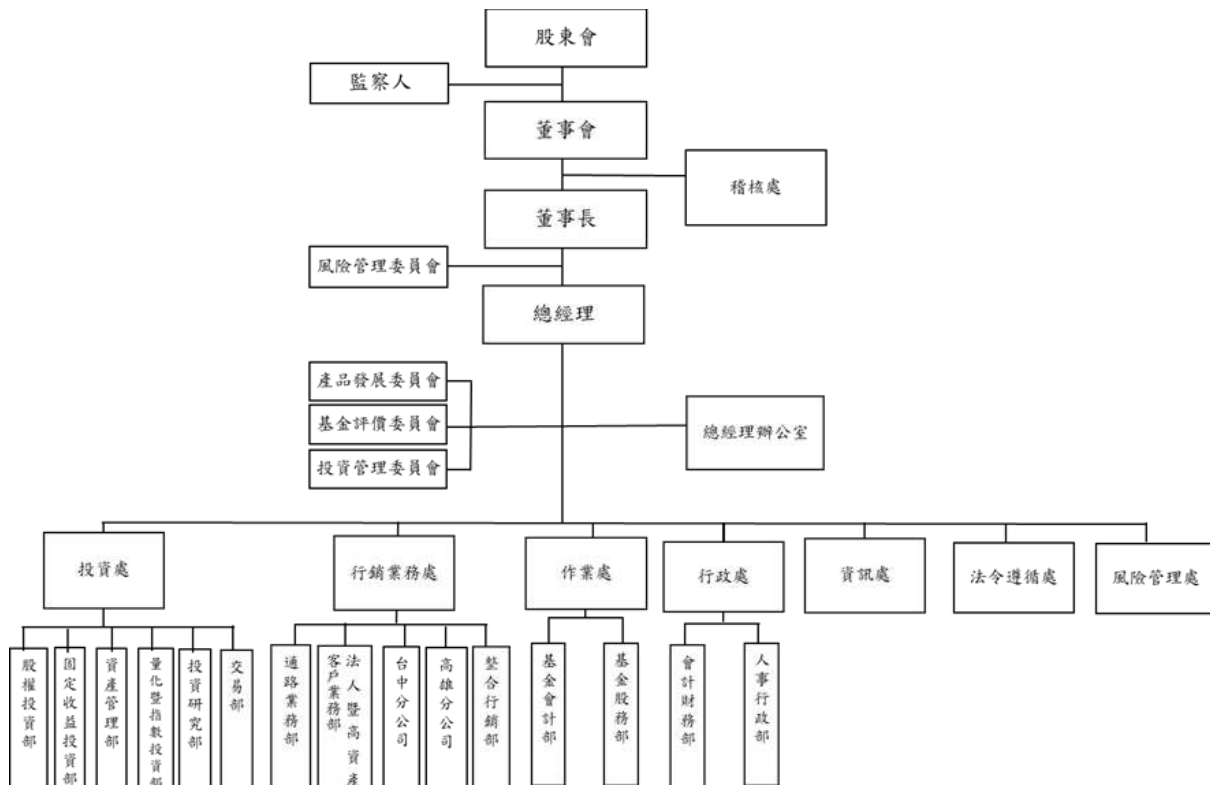 股東會
監察人
董事會
稽核處
董事長
風險管理委員會
總經理
產品發展委員會
基金評價委員會
總經理辦公室
投資管理委員會
投資處
行銷業務處
作業處
行政處
資訊處
法令遵循處
風險管理處
股權投資部
固定收益投資部
資產管理部
量化暨指數投資部
投資研究部
交易部
通路業務部
法人暨高資產
客戶業務部
台中分公司
高雄分公司
整合行銷部
基金會計部
基金股務部
會計財務部
人事行政部